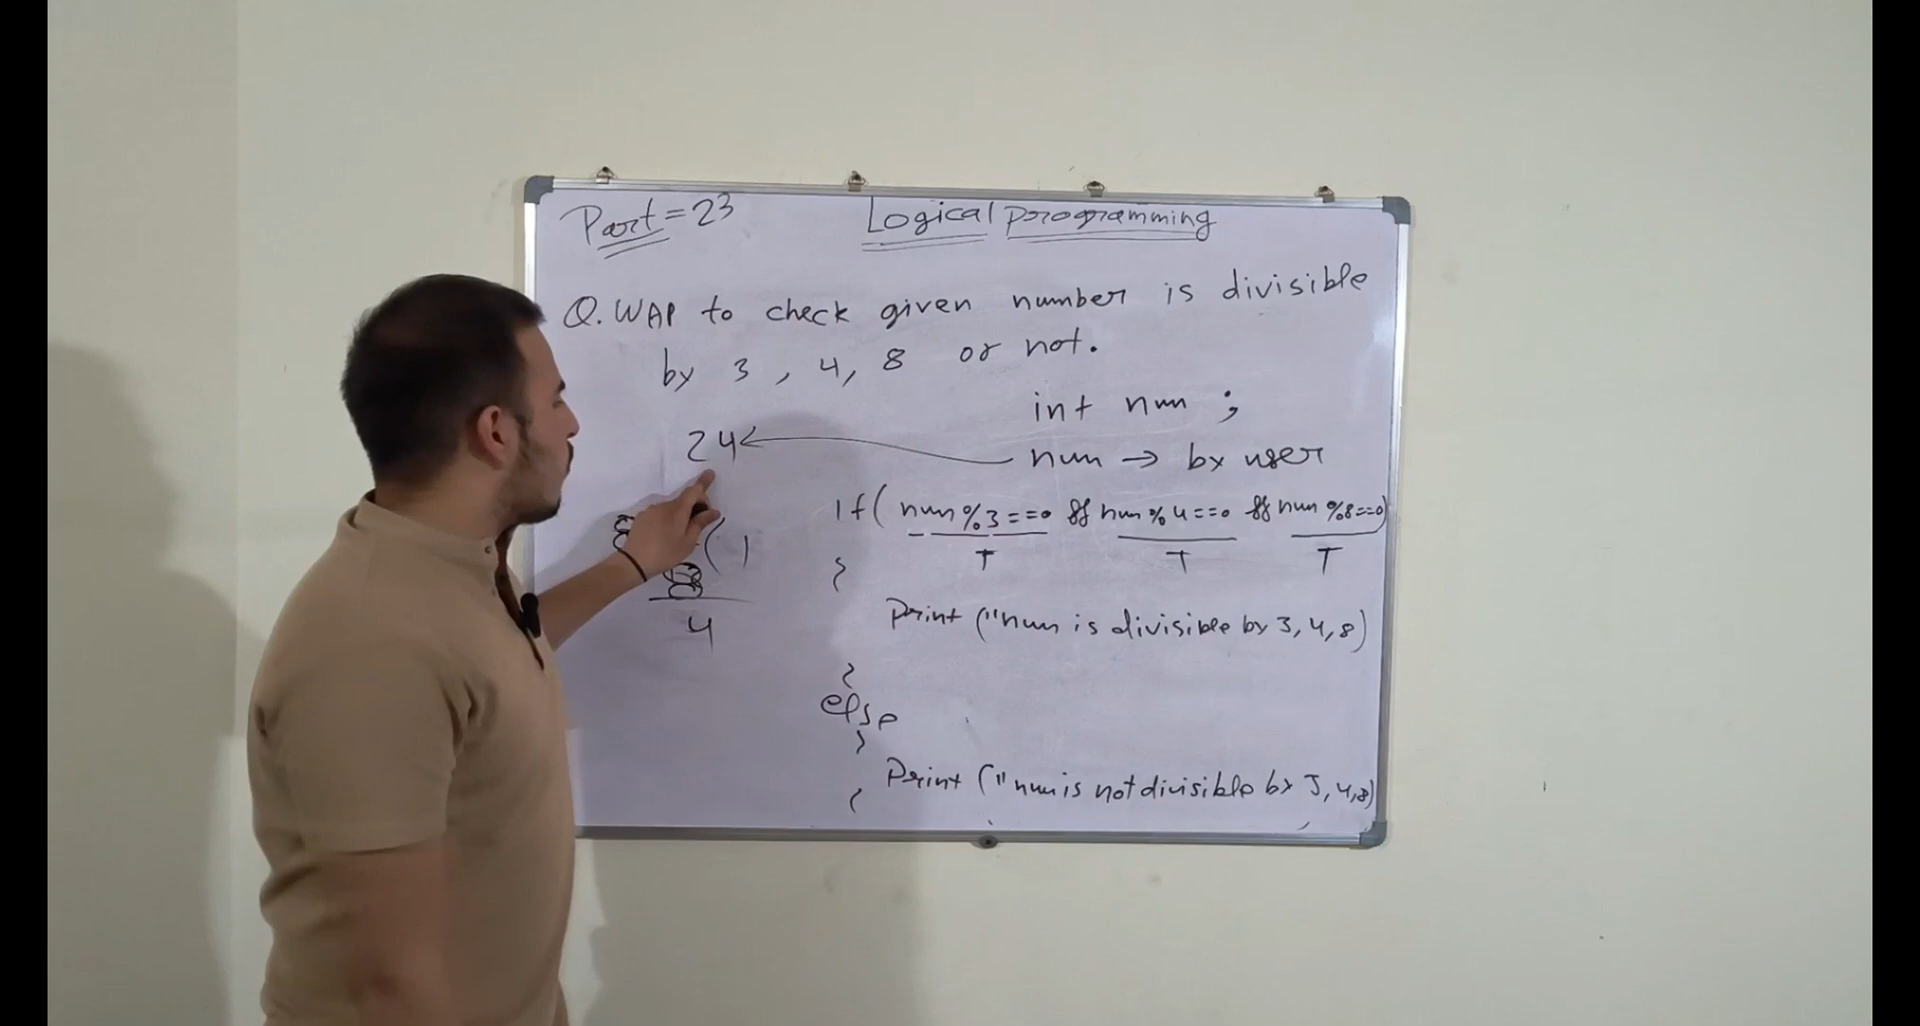 Part=23
Logical programming
Q. WAP to check given number is divisible
by 3, 4, 8 or not.
int num ;
24
num → by user
if( num%3==0 && num%4==0 && num%8==0)
T T T
{
( 1
8
4
Print ("num is divisible by 3, 4, 8)
}
else
{
Print ("num is not divisible by 3, 4, 8)
}